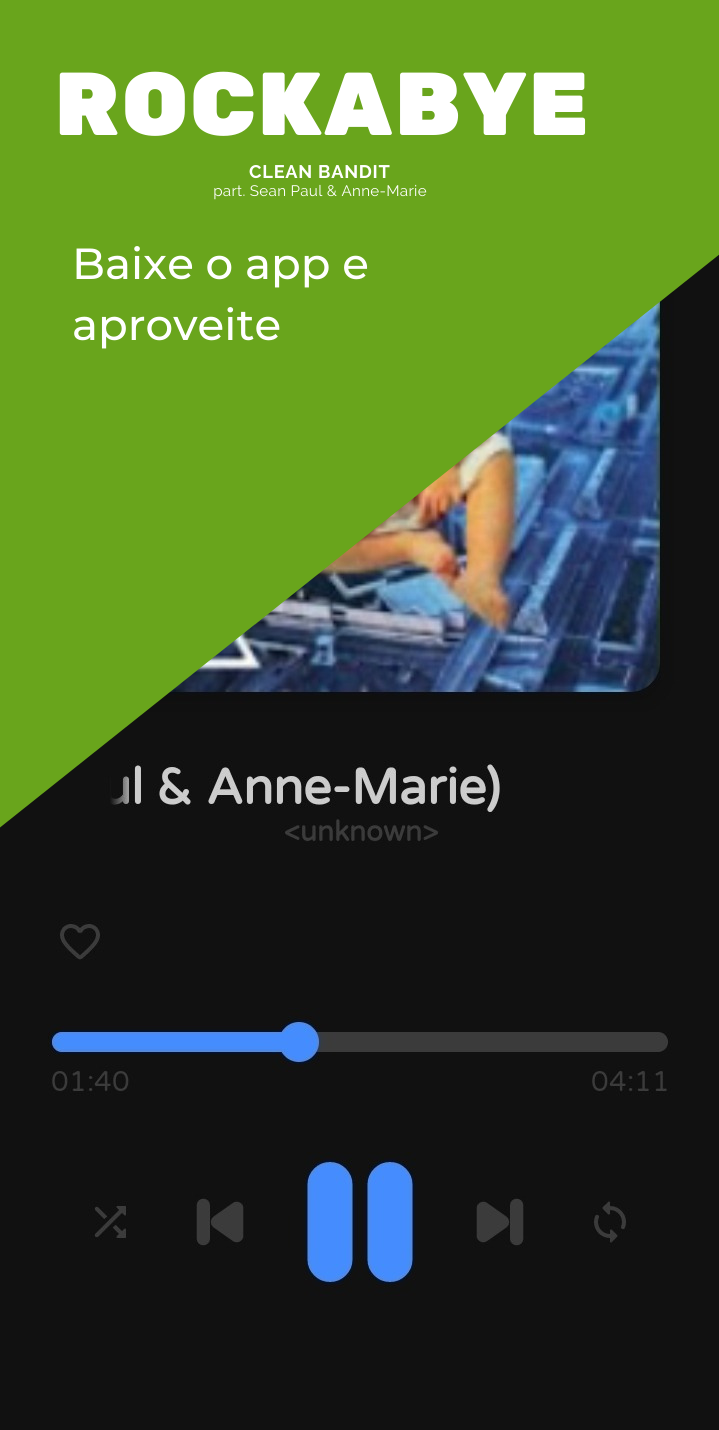 ROCKABYE
CLEAN BANDIT
part. Sean Paul & Anne-Marie
Baixe o app e
aproveite
ul & Anne-Marie)
<unknown>
01:40
04:11